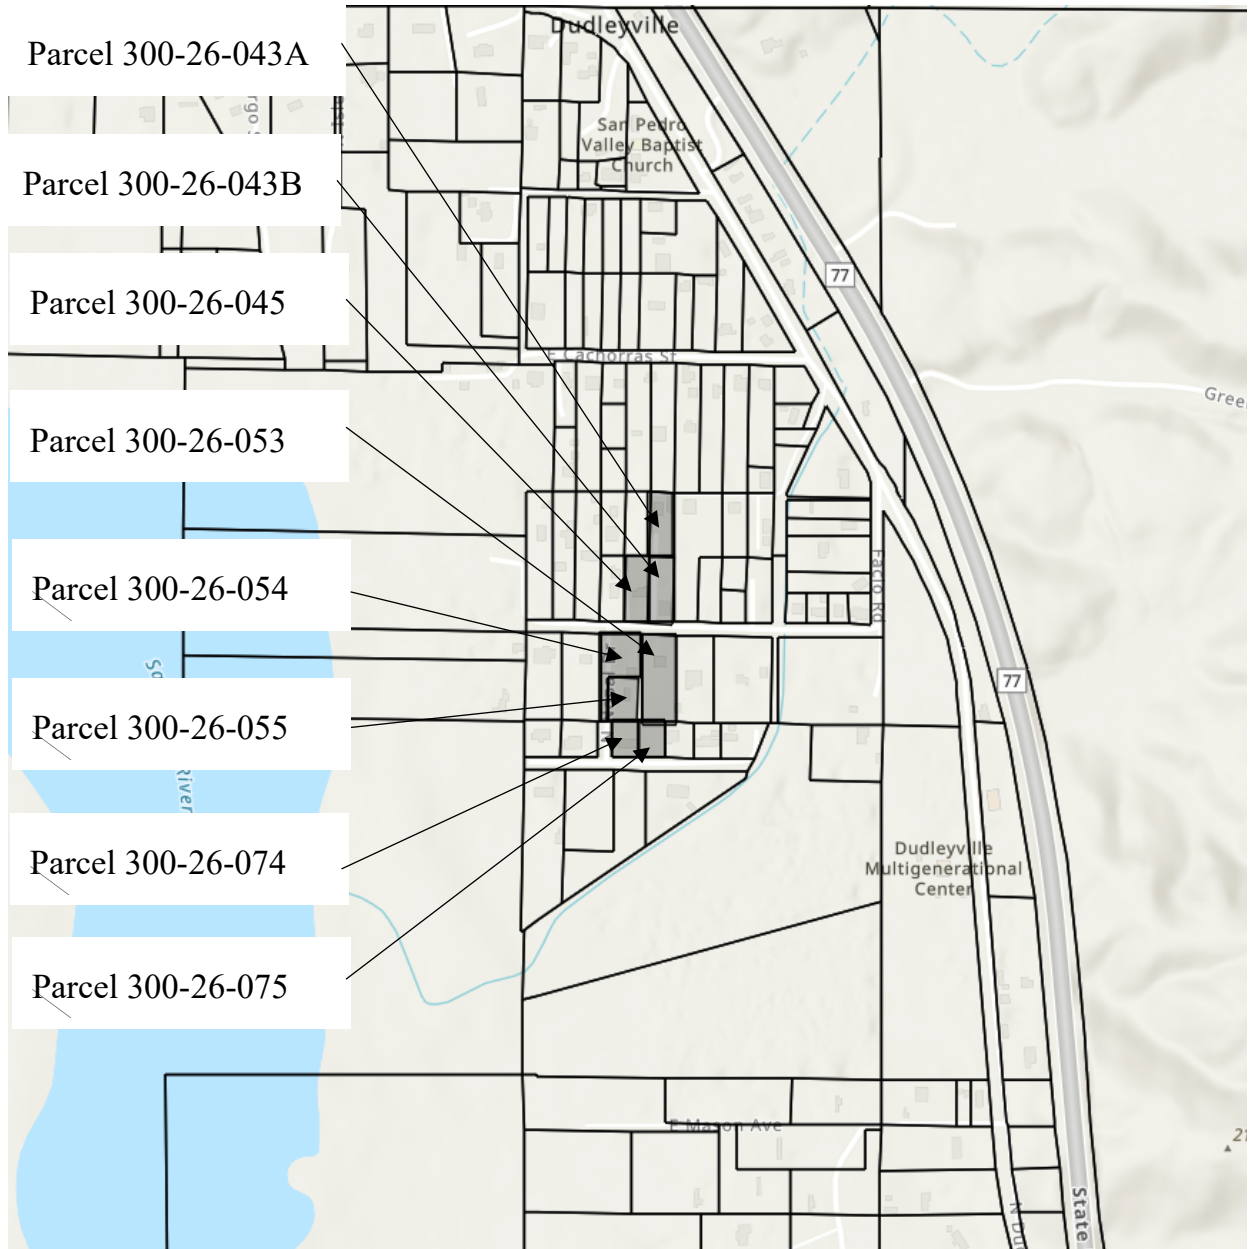 Dudleyville
Parcel 300-26-043A
San Pedro
Valley Baptist
Church
Parcel 300-26-043B
77
Parcel 300-26-045
E Cachorras St
Parcel 300-26-053
Parcel 300-26-054
Faclo Rd
77
Parcel 300-26-055
River
Parcel 300-26-074
Dudleyville
Multigenerational
Center
Parcel 300-26-075
E Mason Ave
State